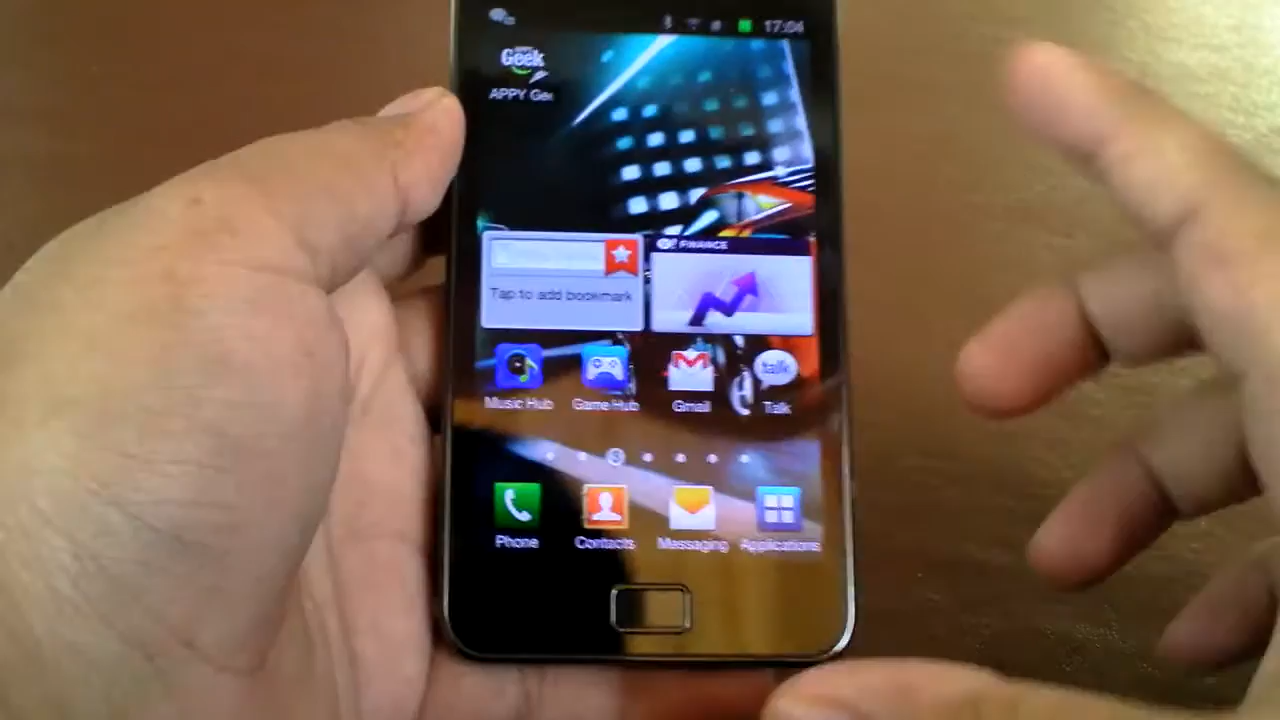 17:04
Geek
APPY Gee
Y! FINANCE
Tap to add bookmark
talk
Music Hub
Game Hub
Gmail
Talk
3
Phone
Contacts
Messaging
Applications